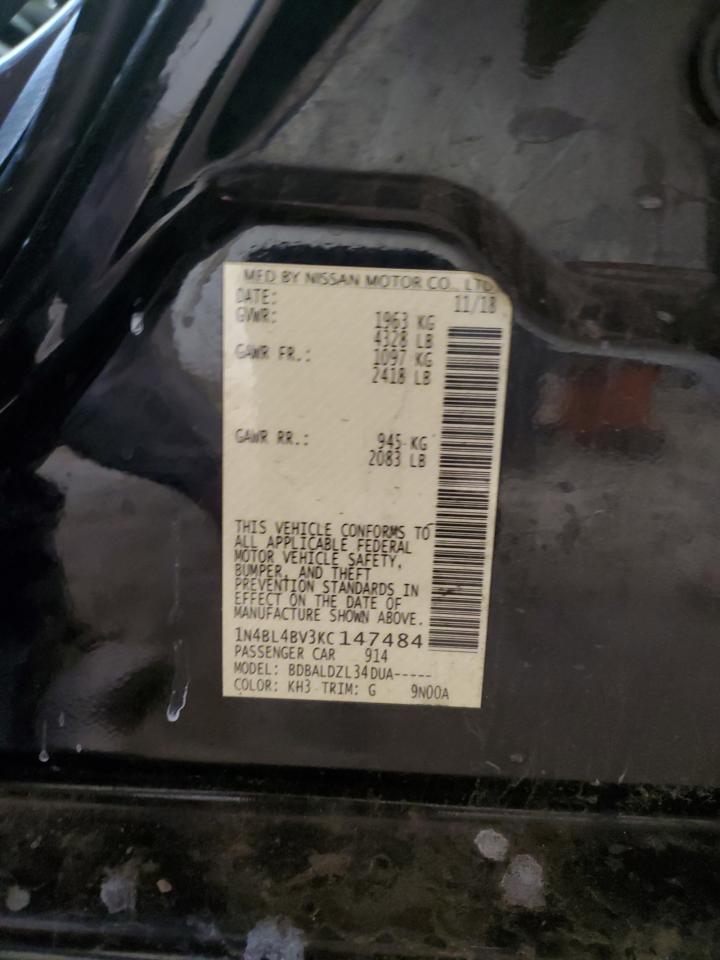 MFD BY NISSAN MOTOR CO., LTD
DATE: 11/18
GVWR: 1963 KG
4328 LB
GAWR FR.: 1097 KG
2418 LB
GAWR RR.: 945 KG
2083 LB
THIS VEHICLE CONFORMS TO
ALL APPLICABLE FEDERAL
MOTOR VEHICLE SAFETY,
BUMPER, AND THEFT
PREVENTION STANDARDS IN
EFFECT ON THE DATE OF
MANUFACTURE SHOWN ABOVE.
1N4BL4BV3KC147484
PASSENGER CAR 914
MODEL: BDBALDZL34DUA-----
COLOR: KH3 TRIM: G 9N00A